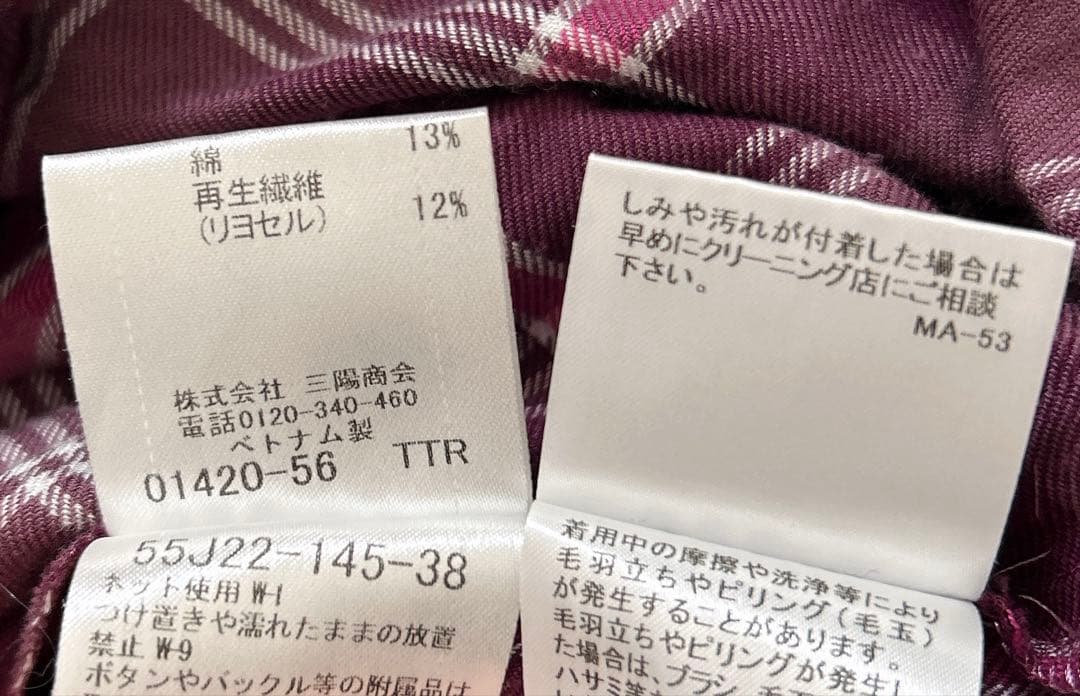 綿 13%
再生繊維
(リヨセル) 12%
株式会社 三陽商会
電話0120-340-460
ベトナム製
01420-56 TTR
55J22-145-38
ネット使用 W-1
つけ置きや濡れたままの放置
禁止 W-9
ボタンやバックル等の附属品は
しみや汚れが付着した場合は
早めにクリーニング店にご相談
下さい。
MA-53
着用中の摩擦や洗浄等により
毛羽立ちやピリング(毛玉)
が発生することがあります。
毛羽立ちやピリングが発生し
た場合は、ブラシ、毛
ハサミ等